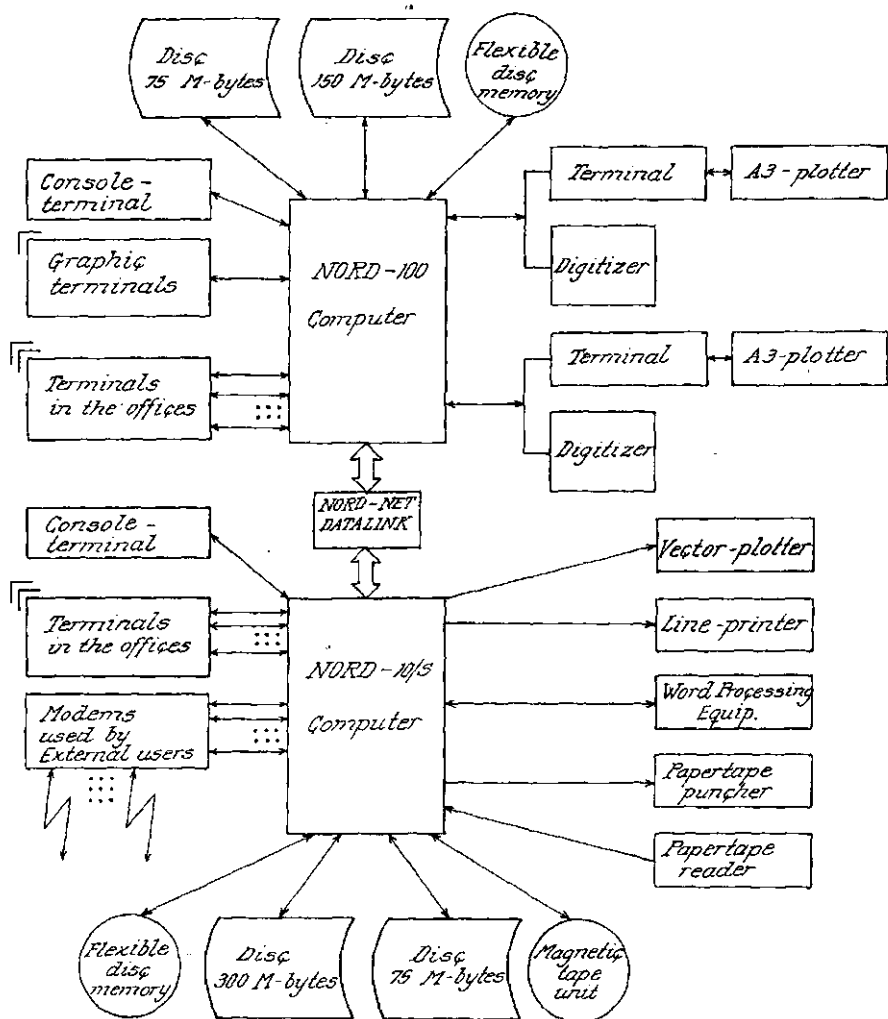 Disc
75 M-bytes
Disc
150 M-bytes
Flexible
disc
memory
Console-
terminal
Graphic
terminals
Terminals
in the offices
NORD-100
Computer
Terminal
A3-plotter
Digitizer
Terminal
A3-plotter
Digitizer
NORD-NET
DATALINK
Console-
terminal
Terminals
in the offices
Modems
used by
External users
NORD-10/S
Computer
Vector-plotter
Line-printer
Word Processing
Equip.
Papertape
puncher
Papertape
reader
Flexible
disc
memory
Disc
300 M-bytes
Disc
75 M-bytes
Magnetic
tape
unit